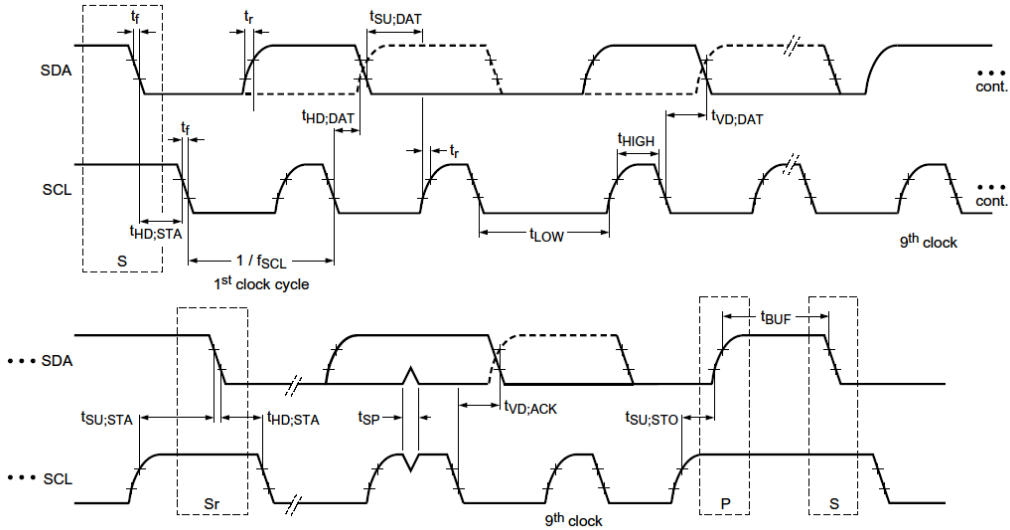 tf
tr
tSU;DAT
SDA
cont.
tHD;DAT
tVD;DAT
tf
tr
tHIGH
SCL
cont.
tHD;STA
tLOW
9th clock
S
1 / fSCL
1st clock cycle
tBUF
SDA
tSU;STA
tHD;STA
tSP
tVD;ACK
tSU;STO
SCL
Sr
P
S
9th clock